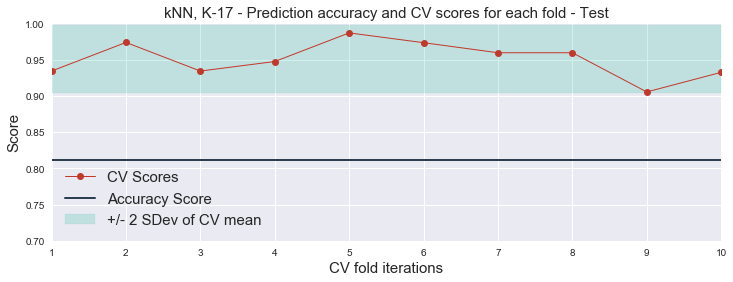 kNN, K-17 - Prediction accuracy and CV scores for each fold - Test
1.00
0.95
0.90
0.85
0.80
0.75
0.70
Score
CV Scores
Accuracy Score
+/- 2 SDev of CV mean
1 2 3 4 5 6 7 8 9 10
CV fold iterations